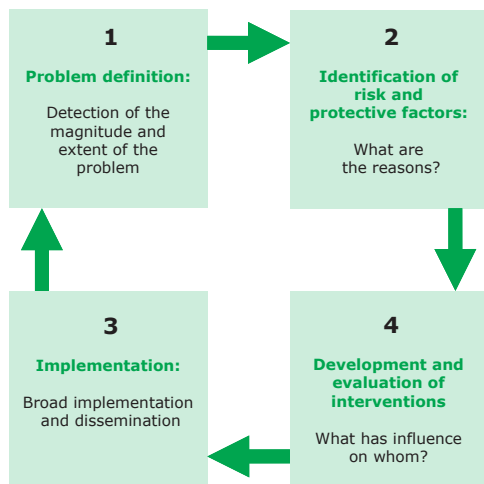 1
Problem definition:
Detection of the
magnitude and
extent of the
problem
2
Identification of
risk and
protective factors:
What are
the reasons?
3
Implementation:
Broad implementation
and dissemination
4
Development and
evaluation of
interventions
What has influence
on whom?